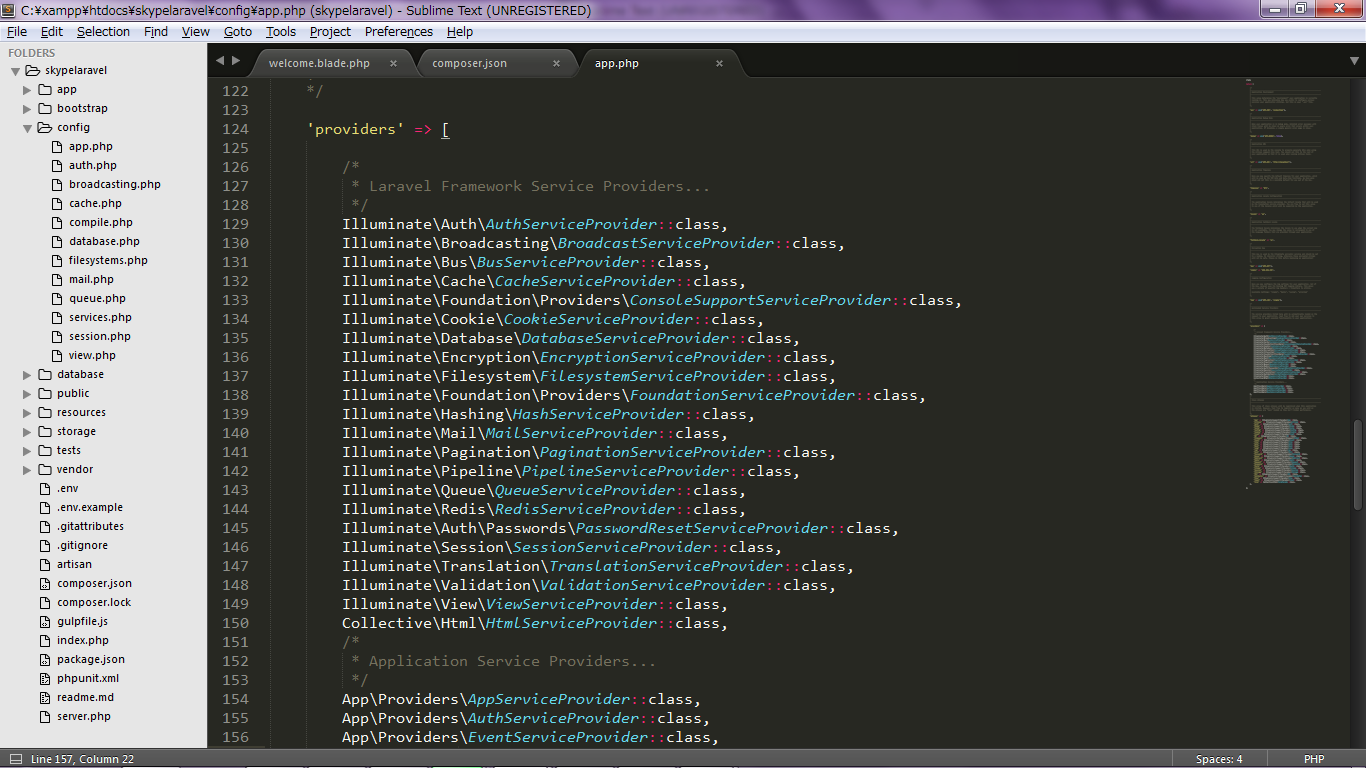 C:¥xampp¥htdocs¥skypelaravel¥config¥app.php (skypelaravel) - Sublime Text (UNREGISTERED)
File Edit Selection Find View Goto Tools Project Preferences Help
FOLDERS
skypelaravel
app
bootstrap
config
app.php
auth.php
broadcasting.php
cache.php
compile.php
database.php
filesystems.php
mail.php
queue.php
services.php
session.php
view.php
database
public
resources
storage
tests
vendor
.env
.env.example
.gitattributes
.gitignore
artisan
composer.json
composer.lock
gulpfile.js
index.php
package.json
phpunit.xml
readme.md
server.php
welcome.blade.php × composer.json × app.php ×
122 */
123
124 'providers' => [
125
126 /*
127 * Laravel Framework Service Providers...
128 */
129 Illuminate\Auth\AuthServiceProvider::class,
130 Illuminate\Broadcasting\BroadcastServiceProvider::class,
131 Illuminate\Bus\BusServiceProvider::class,
132 Illuminate\Cache\CacheServiceProvider::class,
133 Illuminate\Foundation\Providers\ConsoleSupportServiceProvider::class,
134 Illuminate\Cookie\CookieServiceProvider::class,
135 Illuminate\Database\DatabaseServiceProvider::class,
136 Illuminate\Encryption\EncryptionServiceProvider::class,
137 Illuminate\Filesystem\FilesystemServiceProvider::class,
138 Illuminate\Foundation\Providers\FoundationServiceProvider::class,
139 Illuminate\Hashing\HashServiceProvider::class,
140 Illuminate\Mail\MailServiceProvider::class,
141 Illuminate\Pagination\PaginationServiceProvider::class,
142 Illuminate\Pipeline\PipelineServiceProvider::class,
143 Illuminate\Queue\QueueServiceProvider::class,
144 Illuminate\Redis\RedisServiceProvider::class,
145 Illuminate\Auth\Passwords\PasswordResetServiceProvider::class,
146 Illuminate\Session\SessionServiceProvider::class,
147 Illuminate\Translation\TranslationServiceProvider::class,
148 Illuminate\Validation\ValidationServiceProvider::class,
149 Illuminate\View\ViewServiceProvider::class,
150 Collective\Html\HtmlServiceProvider::class,
151 /*
152 * Application Service Providers...
153 */
154 App\Providers\AppServiceProvider::class,
155 App\Providers\AuthServiceProvider::class,
156 App\Providers\EventServiceProvider::class,
Line 157, Column 22 Spaces: 4 PHP